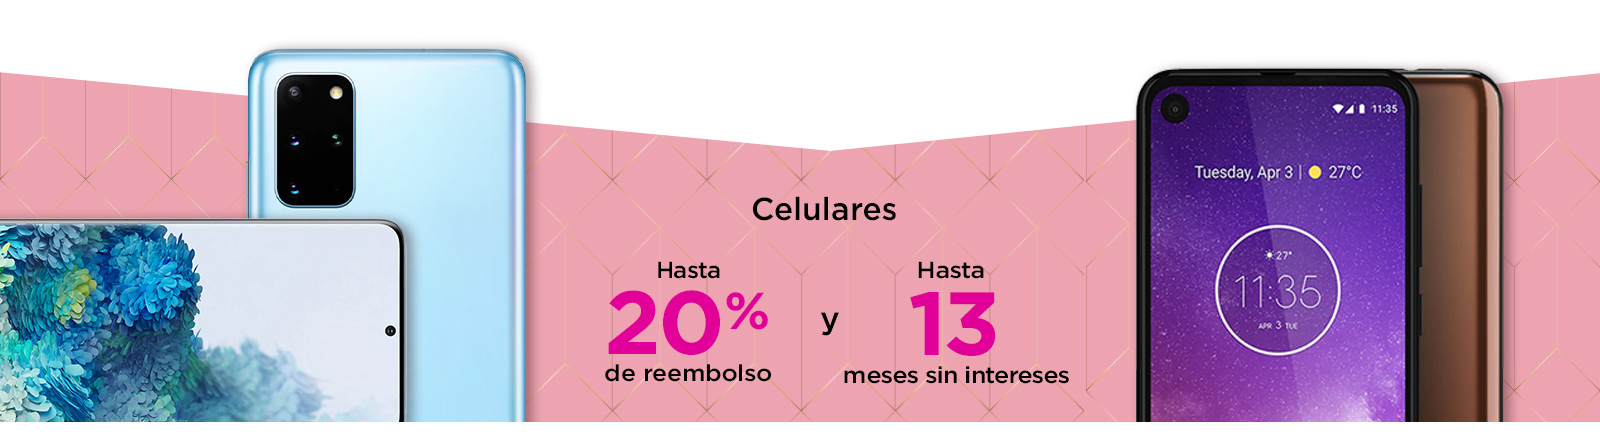 Celulares
Hasta
20%
de reembolso
y
Hasta
13
meses sin intereses
11:35
Tuesday, Apr 3 | 27°C
27°
11:35
APR 3 TUE